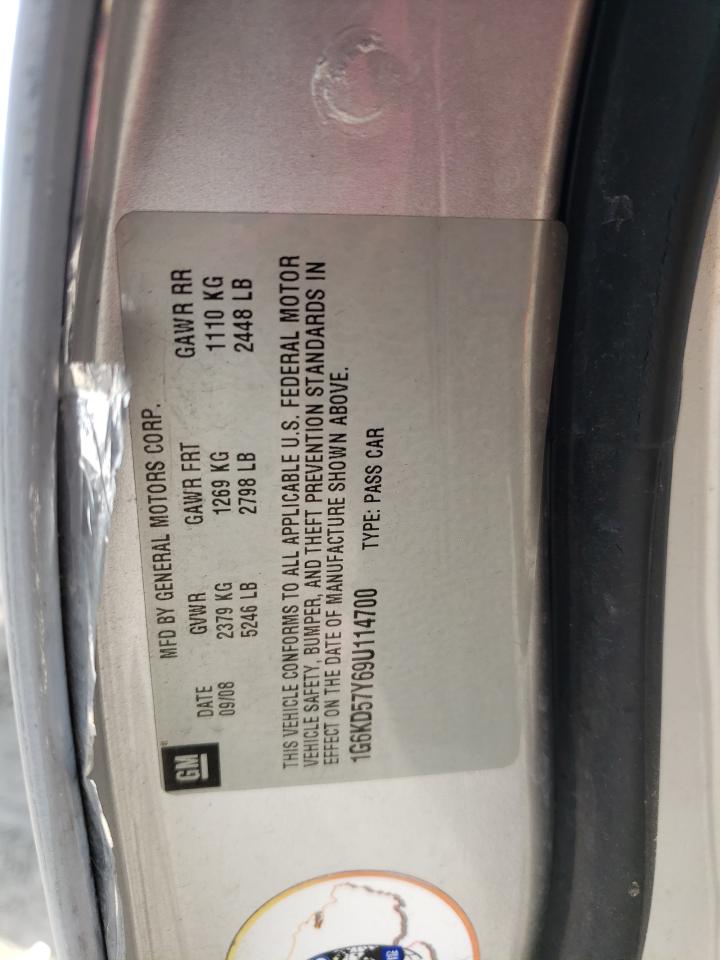 MFD BY GENERAL MOTORS CORP.
DATE GVWR GAWR FRT GAWR RR
09/08 2379 KG 1269 KG 1110 KG
5246 LB 2798 LB 2448 LB
THIS VEHICLE CONFORMS TO ALL APPLICABLE U.S. FEDERAL MOTOR
VEHICLE SAFETY, BUMPER, AND THEFT PREVENTION STANDARDS IN
EFFECT ON THE DATE OF MANUFACTURE SHOWN ABOVE.
1G6KD57Y69U114700 TYPE: PASS CAR
GM